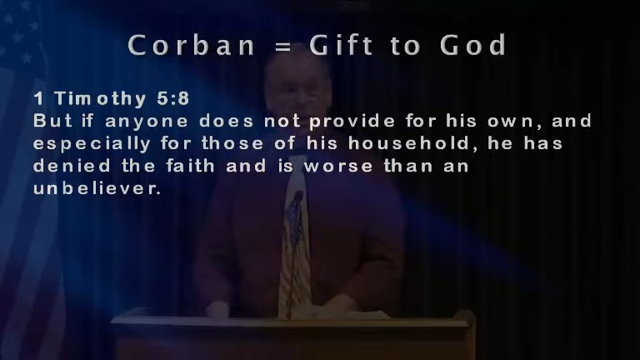 Corban = Gift to God
1 Timothy 5:8
But if anyone does not provide for his own, and
especially for those of his household, he has
denied the faith and is worse than an
unbeliever.